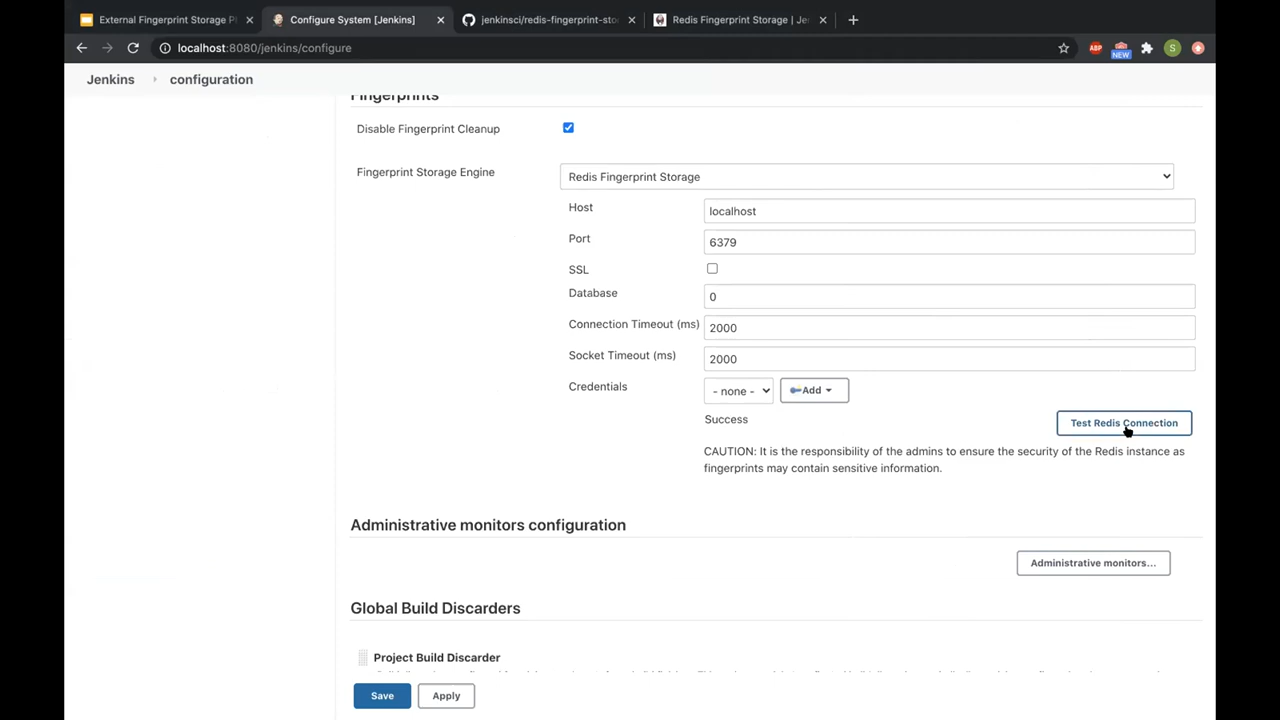 External Fingerprint Storage Pl
Configure System [Jenkins]
jenkinsci/redis-fingerprint-sto
Redis Fingerprint Storage | Je
localhost:8080/jenkins/configure
ABP
NEW
S
Jenkins
configuration
Fingerprints
Disable Fingerprint Cleanup
Fingerprint Storage Engine
Redis Fingerprint Storage
Host
localhost
Port
6379
SSL
Database
0
Connection Timeout (ms)
2000
Socket Timeout (ms)
2000
Credentials
- none -
Add
Success
Test Redis Connection
CAUTION: It is the responsibility of the admins to ensure the security of the Redis instance as
fingerprints may contain sensitive information.
Administrative monitors configuration
Administrative monitors...
Global Build Discarders
Project Build Discarder
Save
Apply